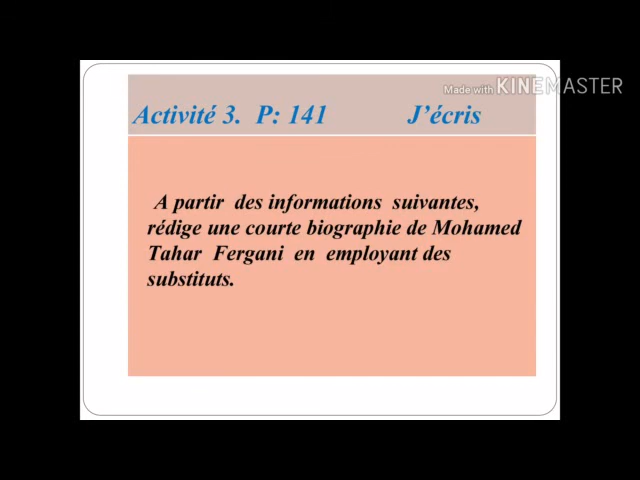 Made with KINEMASTER
Activité 3. P: 141 J’écris
A partir des informations suivantes,
rédige une courte biographie de Mohamed
Tahar Fergani en employant des
substituts.